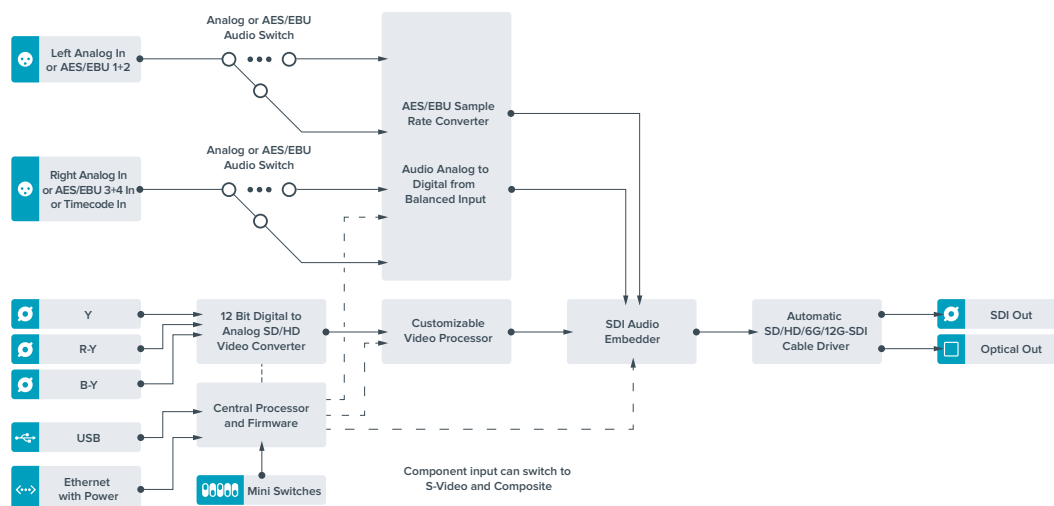 Analog or AES/EBU
Audio Switch
Left Analog In
or AES/EBU 1+2
AES/EBU Sample
Rate Converter
Analog or AES/EBU
Audio Switch
Right Analog In
or AES/EBU 3+4 In
or Timecode In
Audio Analog to
Digital from
Balanced Input
Y
R-Y
B-Y
12 Bit Digital to
Analog SD/HD
Video Converter
Customizable
Video Processor
SDI Audio
Embedder
Automatic
SD/HD/6G/12G-SDI
Cable Driver
SDI Out
Optical Out
Central Processor
and Firmware
USB
Ethernet
with Power
Mini Switches
Component input can switch to
S-Video and Composite